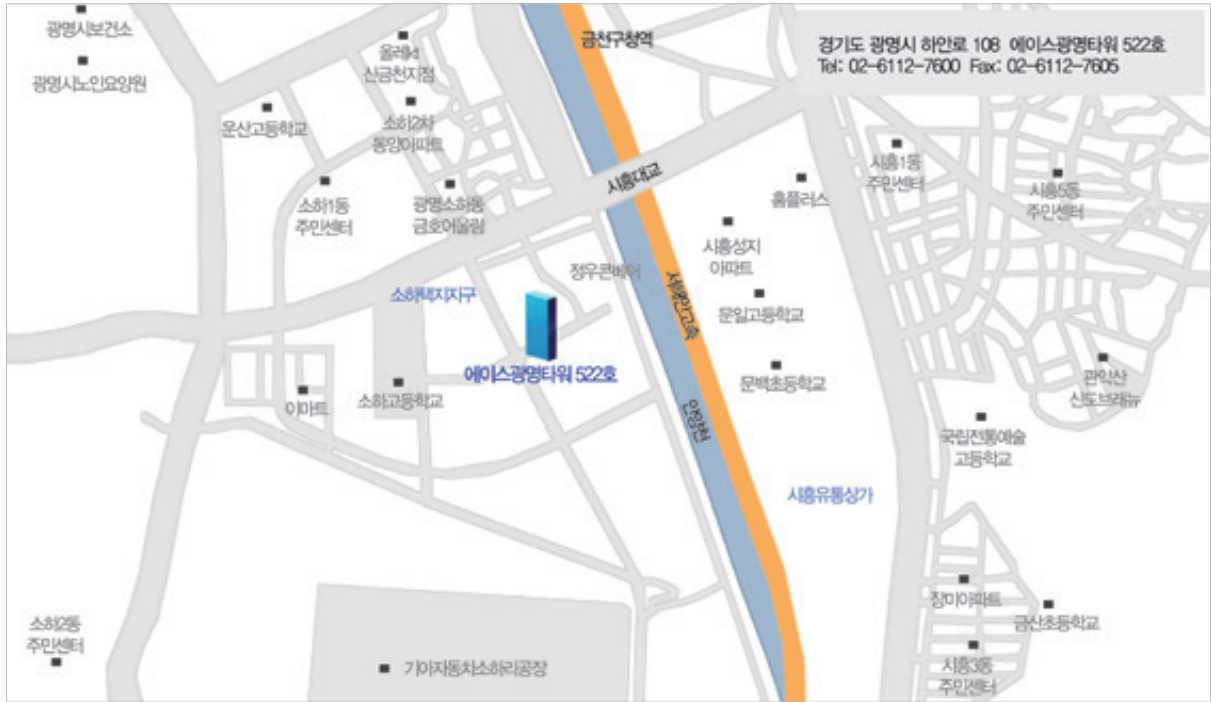 광명시보건소
광명시노인요양원
올레kt
신금천지점
금천구청역
경기도 광명시 하안로 108 에이스광명타워 522호
Tel: 02-6112-7600 Fax: 02-6112-7605
운산고등학교
소하2차
동양아파트
시흥대교
시흥1동
주민센터
시흥5동
주민센터
홈플러스
소하1동
주민센터
광명소하동
금호어울림
시흥성지
아파트
정우콘베어
소하택지지구
서해안고속
문일고등학교
에이스광명타워 522호
문백초등학교
관악산
신도브래뉴
이마트
소하고등학교
안양천
국립전통예술
고등학교
시흥유통상가
장미아파트
금산초등학교
소하2동
주민센터
기아자동차소하리공장
시흥3동
주민센터